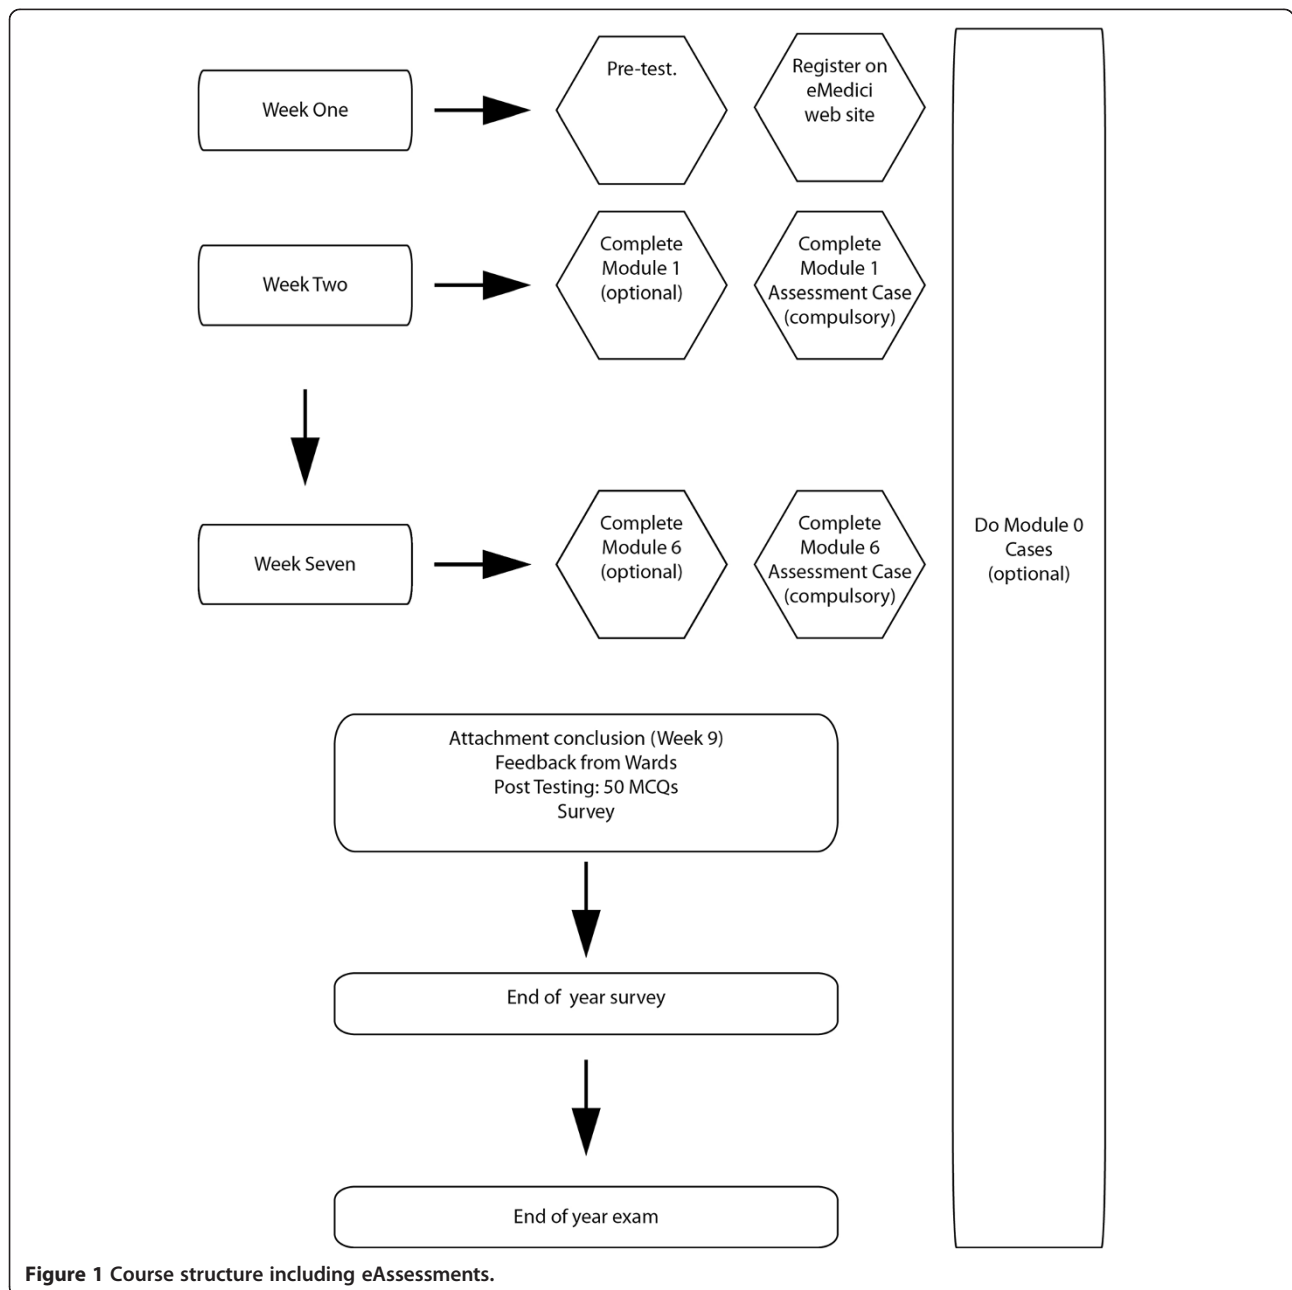 Week One
Pre-test.
Register on
eMedici
web site
Week Two
Complete
Module 1
(optional)
Complete
Module 1
Assessment Case
(compulsory)
Week Seven
Complete
Module 6
(optional)
Complete
Module 6
Assessment Case
(compulsory)
Do Module 0
Cases
(optional)
Attachment conclusion (Week 9)
Feedback from Wards
Post Testing: 50 MCQs
Survey
End of year survey
End of year exam
Figure 1 Course structure including eAssessments.